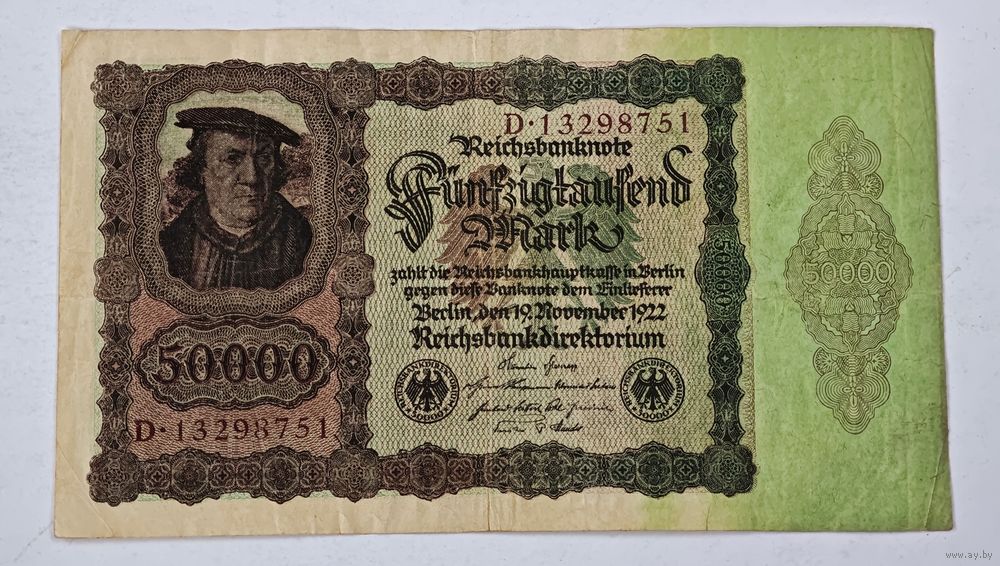 D·13298751
Reichsbanknote
Fünfzigtausend
Mark
zahlt die Reichsbankhauptkasse in Berlin
gegen diese Banknote dem Einlieferer
Berlin, den 19. November 1922
Reichsbankdirektorium
50000
50000
50000
D·13298751
www.ay.by